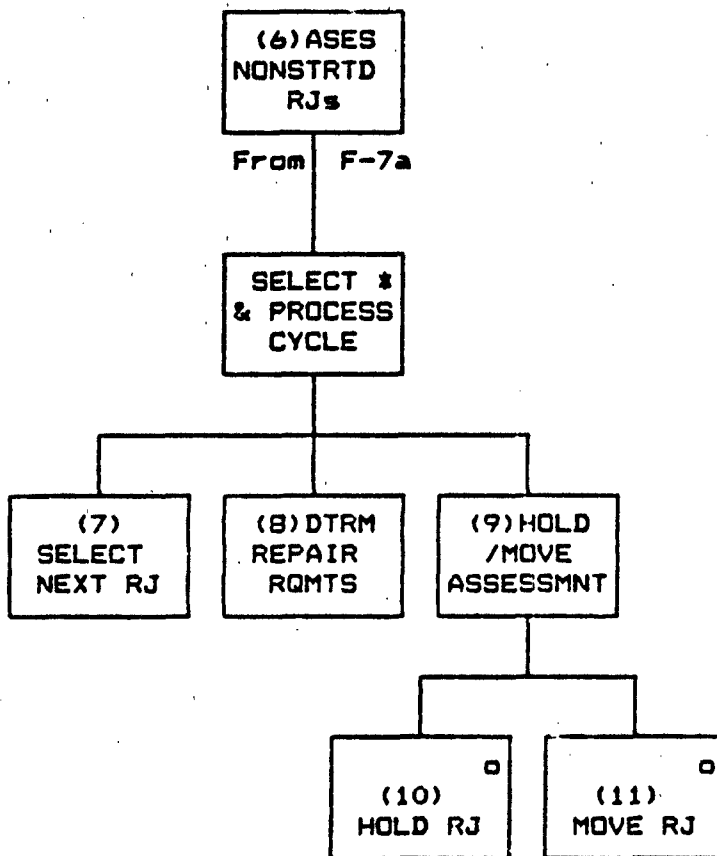 (6)ASES
NONSTRTD
RJs
From F-7a
SELECT *
& PROCESS
CYCLE
(7)
SELECT
NEXT RJ
(8)DTRM
REPAIR
RQMTS
(9)HOLD
/MOVE
ASSESSMNT
o
(10)
HOLD RJ
o
(11)
MOVE RJ